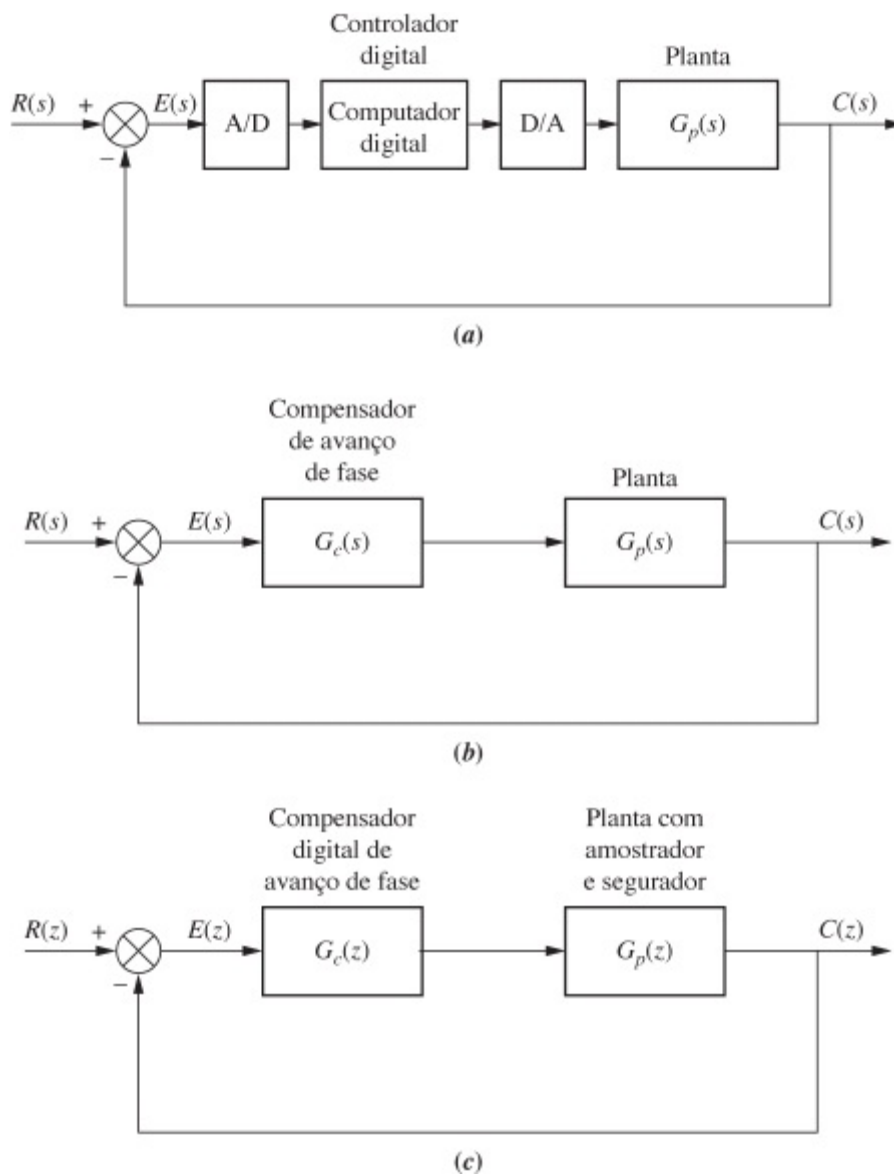 Controlador
digital
Planta
R(s) + E(s) A/D Computador
digital D/A G_p(s) C(s)
−
(a)
Compensador
de avanço
de fase
Planta
R(s) + E(s) G_c(s) G_p(s) C(s)
−
(b)
Compensador
digital de
avanço de fase
Planta com
amostrador
e segurador
R(z) + E(z) G_c(z) G_p(z) C(z)
−
(c)